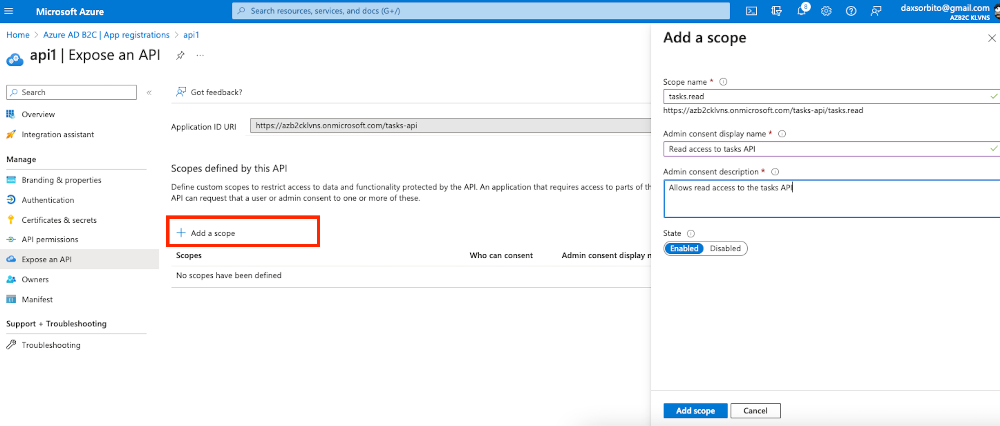 Microsoft Azure
Search resources, services, and docs (G+/)
8
daxsorbito@gmail.com
AZB2C KLVNS
Home > Azure AD B2C | App registrations > api1
api1 | Expose an API
...
Search
«
Overview
Integration assistant
Manage
Branding & properties
Authentication
Certificates & secrets
API permissions
Expose an API
Owners
Manifest
Support + Troubleshooting
Troubleshooting
Got feedback?
Application ID URI
https://azb2cklvns.onmicrosoft.com/tasks-api
Scopes defined by this API
Define custom scopes to restrict access to data and functionality protected by the API. An application that requires access to parts of th
API can request that a user or admin consent to one or more of these.
+ Add a scope
Scopes Who can consent Admin consent display n
No scopes have been defined
Add a scope
Scope name *
tasks.read
https://azb2cklvns.onmicrosoft.com/tasks-api/tasks.read
Admin consent display name *
Read access to tasks API
Admin consent description *
Allows read access to the tasks API
State
Enabled Disabled
Add scope Cancel